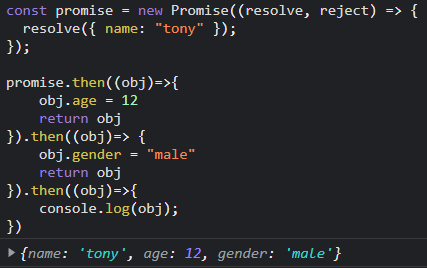 const promise = new Promise((resolve, reject) => {
  resolve({ name: "tony" });
});

promise.then((obj)=>{
    obj.age = 12
    return obj
}).then((obj)=> {
    obj.gender = "male"
    return obj
}).then((obj)=>{
    console.log(obj);
})
▶ {name: 'tony', age: 12, gender: 'male'}